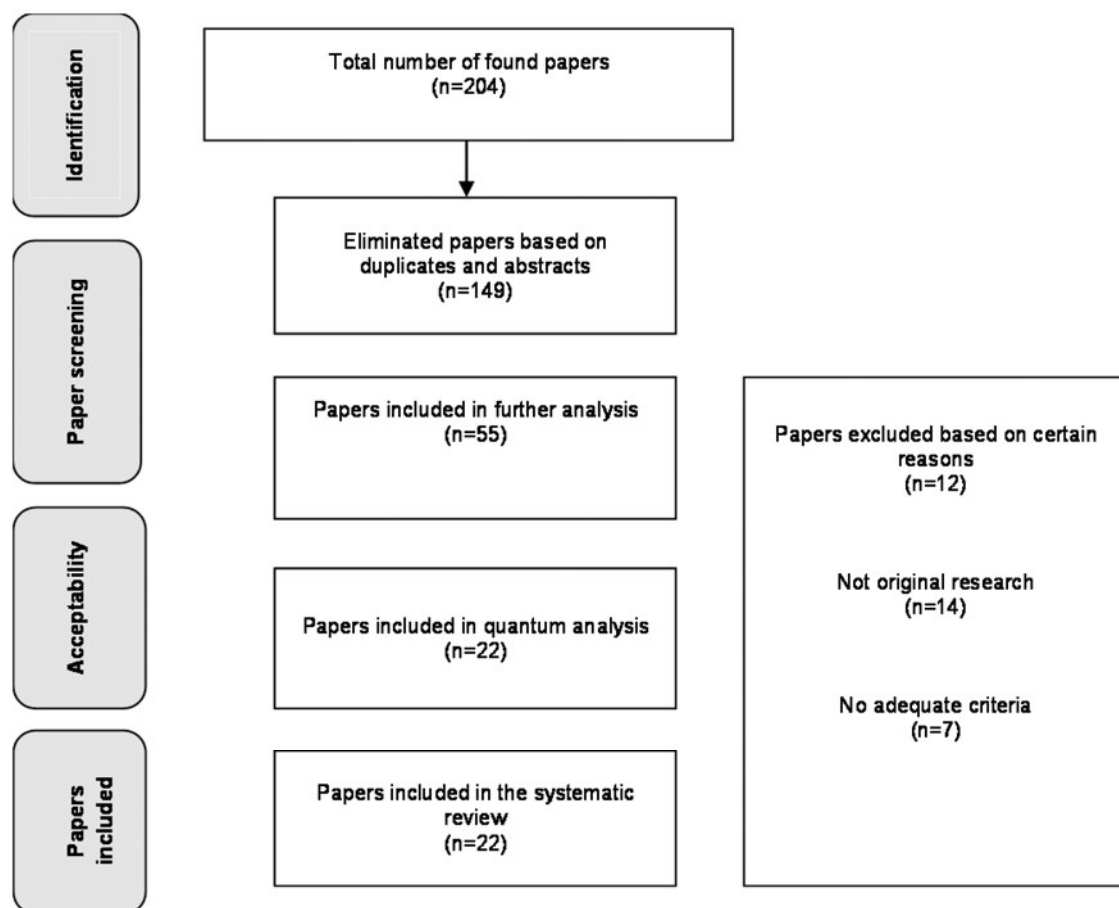 Identification
Total number of found papers
(n=204)
Paper screening
Eliminated papers based on
duplicates and abstracts
(n=149)
Papers included in further analysis
(n=55)
Papers excluded based on certain
reasons
(n=12)
Not original research
(n=14)
No adequate criteria
(n=7)
Acceptability
Papers included in quantum analysis
(n=22)
Papers
included
Papers included in the systematic
review
(n=22)